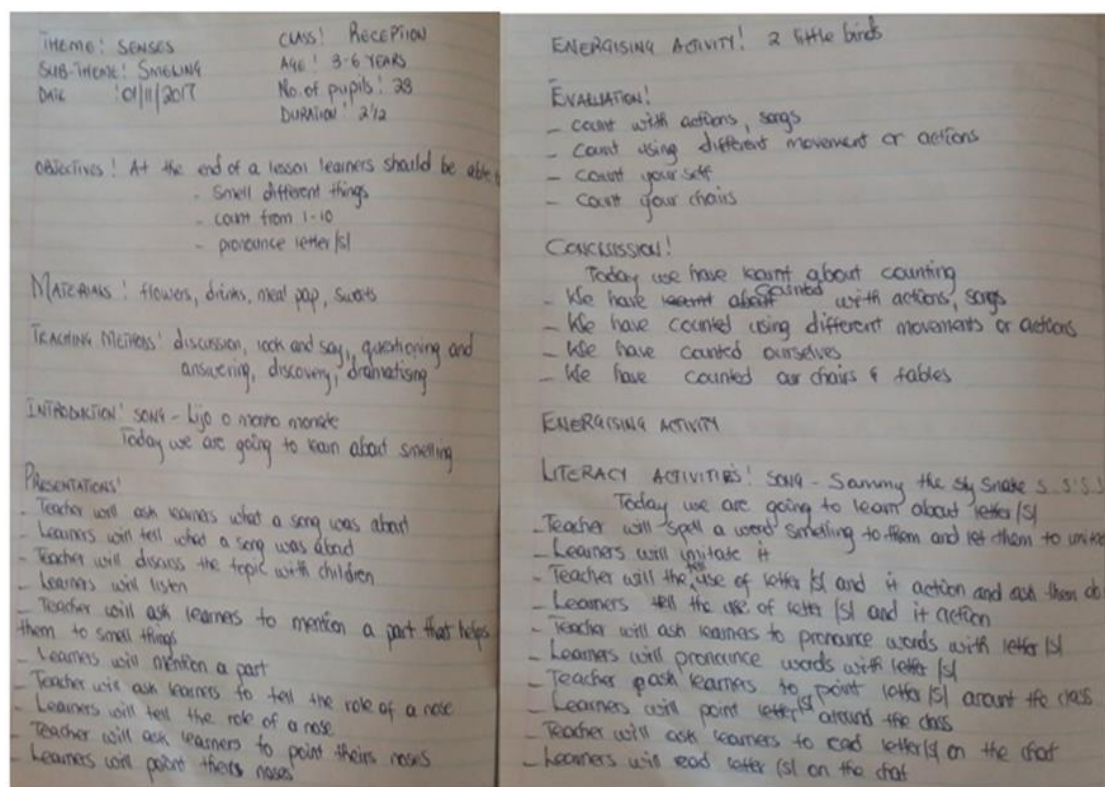 THEME: SENSES
SUB-THEME: SMELLING
DATE : 01/11/2017
CLASS: RECEPTION
AGE: 3-6 YEARS
No. of pupils: 28
DURATION: 2½
OBJECTIVES: At the end of a lesson learners should be able
- Smell different things
- count from 1-10
- pronounce letter /s/
MATERIALS: flowers, drinks, meal pap, sweets
TEACHING METHODS: discussion, look and say, questioning and
answering, discovery, dramatising
INTRODUCTION: SONG - Lijo o monno monate
Today we are going to learn about smelling
PRESENTATIONS:
- Teacher will ask learners what a song was about
- Learners will tell what a song was about
- Teacher will discuss the topic with children
- Learners will listen
- Teacher will ask learners to mention a part that helps
them to smell things
- Learners will mention a part
- Teacher will ask learners to tell the role of a nose
- Learners will tell the role of a nose
- Teacher will ask learners to point theirs noses
- Learners will point theirs noses
ENERGISING ACTIVITY: 2 little birds
EVALUATION:
- count with actions, songs
- count using different movement or actions
- count your self
- count your chairs
CONCLUSSION:
Today we have learnt about counting
- We have counted with actions, songs
- We have counted using different movements or actions
- We have counted ourselves
- We have counted our chairs & tables
ENERGISING ACTIVITY
LITERACY ACTIVITIES: SONG - Sammy the sly snake S..S.S.S
Today we are going to learn about letter /s/
- Teacher will spell a word smelling to them and let them to imitate
- Learners will imitate it
- Teacher will the tell use of letter /s/ and it action and ask them do
- Learners tell the use of letter /s/ and it action
- Teacher will ask learners to pronance words with letter /s/
- Learners will pronounce words with letter /s/
- Teacher ask learners to point letter /s/ around the class
- Learners will point letter /s/ around the class
- Teacher will ask learners to read letter /s/ on the chat
- Learners will read letter /s/ on the chat